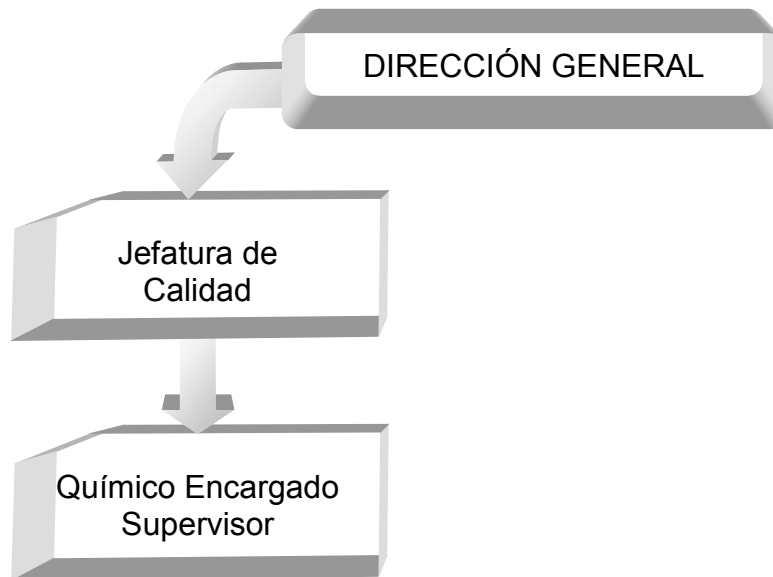 DIRECCIÓN GENERAL
Jefatura de
Calidad
Químico Encargado
Supervisor